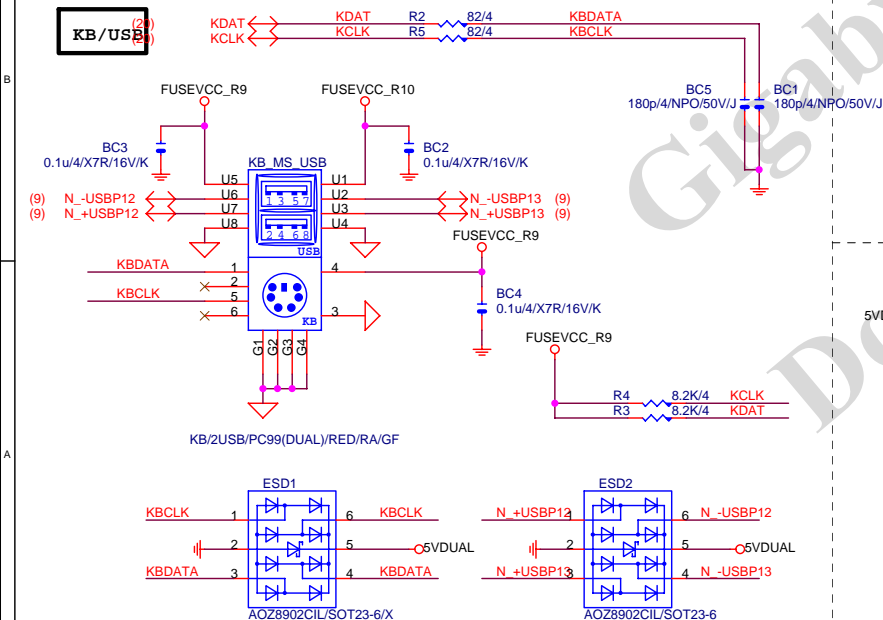 KB/USB
(20) KDAT KDAT R2 82/4 KBDATA
(20) KCLK KCLK R5 82/4 KBCLK
B
BC5 BC1
180p/4/NPO/50V/J 180p/4/NPO/50V/J
FUSEVCC_R9 FUSEVCC_R10
BC3 BC2
0.1u/4/X7R/16V/K 0.1u/4/X7R/16V/K
KB_MS_USB
U5 U1
(9) N_-USBP12 U6 1 3 5 7 U2 N_-USBP13 (9)
(9) N_+USBP12 U7 U3 N_+USBP13 (9)
U8 2 4 6 8 U4
USB
FUSEVCC_R9
KBDATA 1 4
2
KBCLK 5
6 3
KB
BC4
0.1u/4/X7R/16V/K
5VD
G1 G2 G3 G4
FUSEVCC_R9
R4 8.2K/4 KCLK
R3 8.2K/4 KDAT
KB/2USB/PC99(DUAL)/RED/RA/GF
A
ESD1 ESD2
KBCLK 1 6 KBCLK N_+USBP12 1 6 N_-USBP12
2 5 5VDUAL 2 5 5VDUAL
KBDATA 3 4 KBDATA N_+USBP13 3 4 N_-USBP13
AOZ8902CIL/SOT23-6/X AOZ8902CIL/SOT23-6
Gigaby
Do